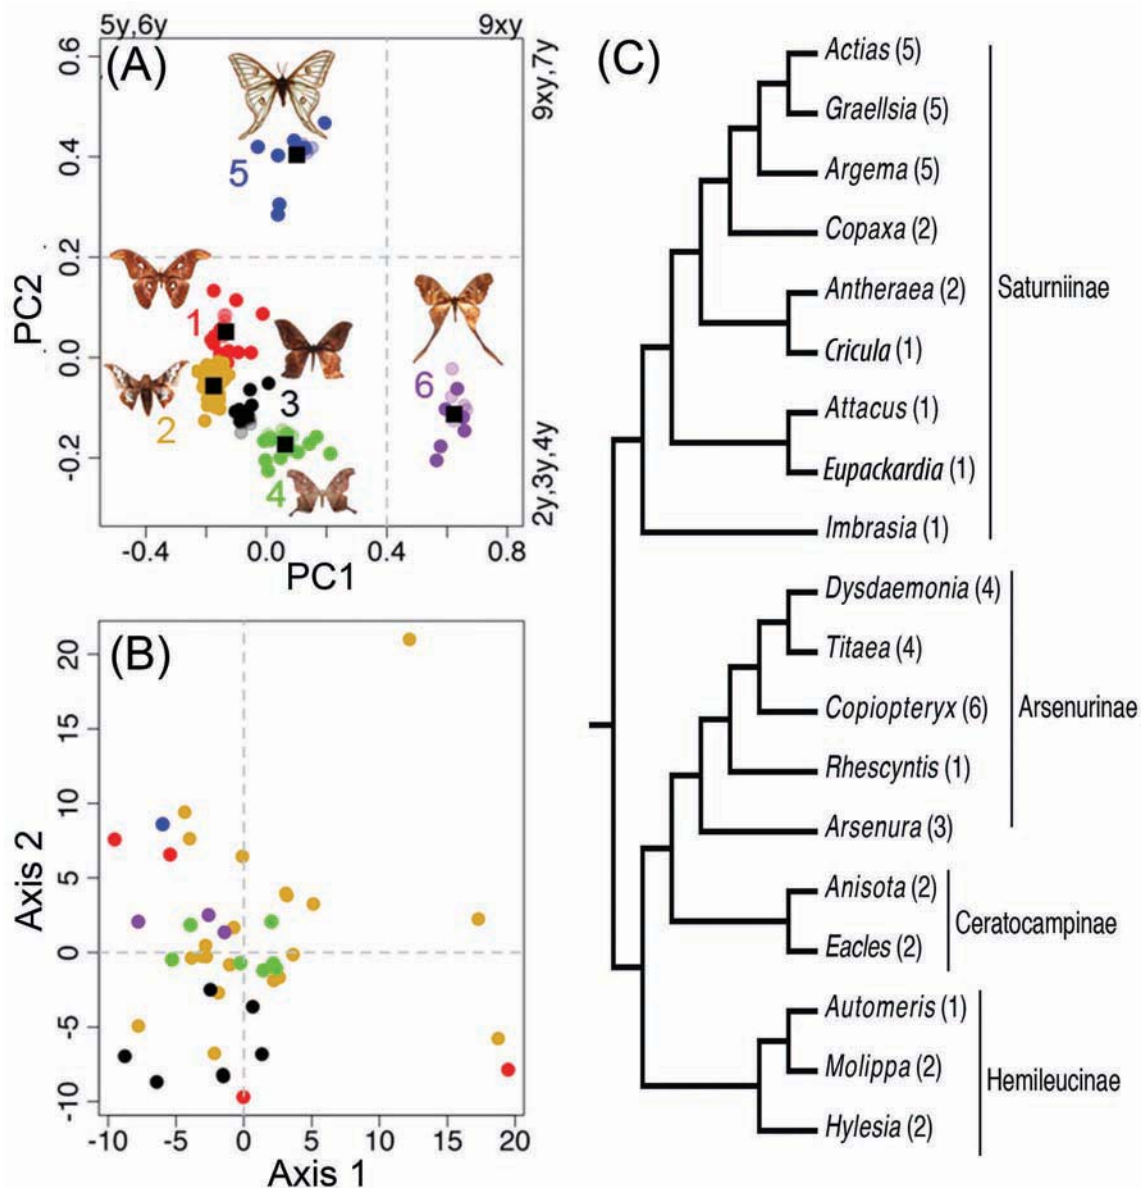 5y,6y
9xy
(A)
0.6
0.4
0.2
0.0
-0.2
PC2
9xy,7y
2y,3y,4y
5
1
2
3
4
6
-0.4
0.0
0.4
0.8
PC1
(B)
20
15
10
5
0
-5
-10
Axis 2
-10
-5
0
5
10
15
20
Axis 1
(C)
Actias (5)
Graellsia (5)
Argema (5)
Copaxa (2)
Antheraea (2)
Cricula (1)
Attacus (1)
Eupackardia (1)
Imbrasia (1)
Saturniinae
Dysdaemonia (4)
Titaea (4)
Copiopteryx (6)
Rhescyntis (1)
Arsenura (3)
Arsenurinae
Anisota (2)
Eacles (2)
Ceratocampinae
Automeris (1)
Molippa (2)
Hylesia (2)
Hemileucinae